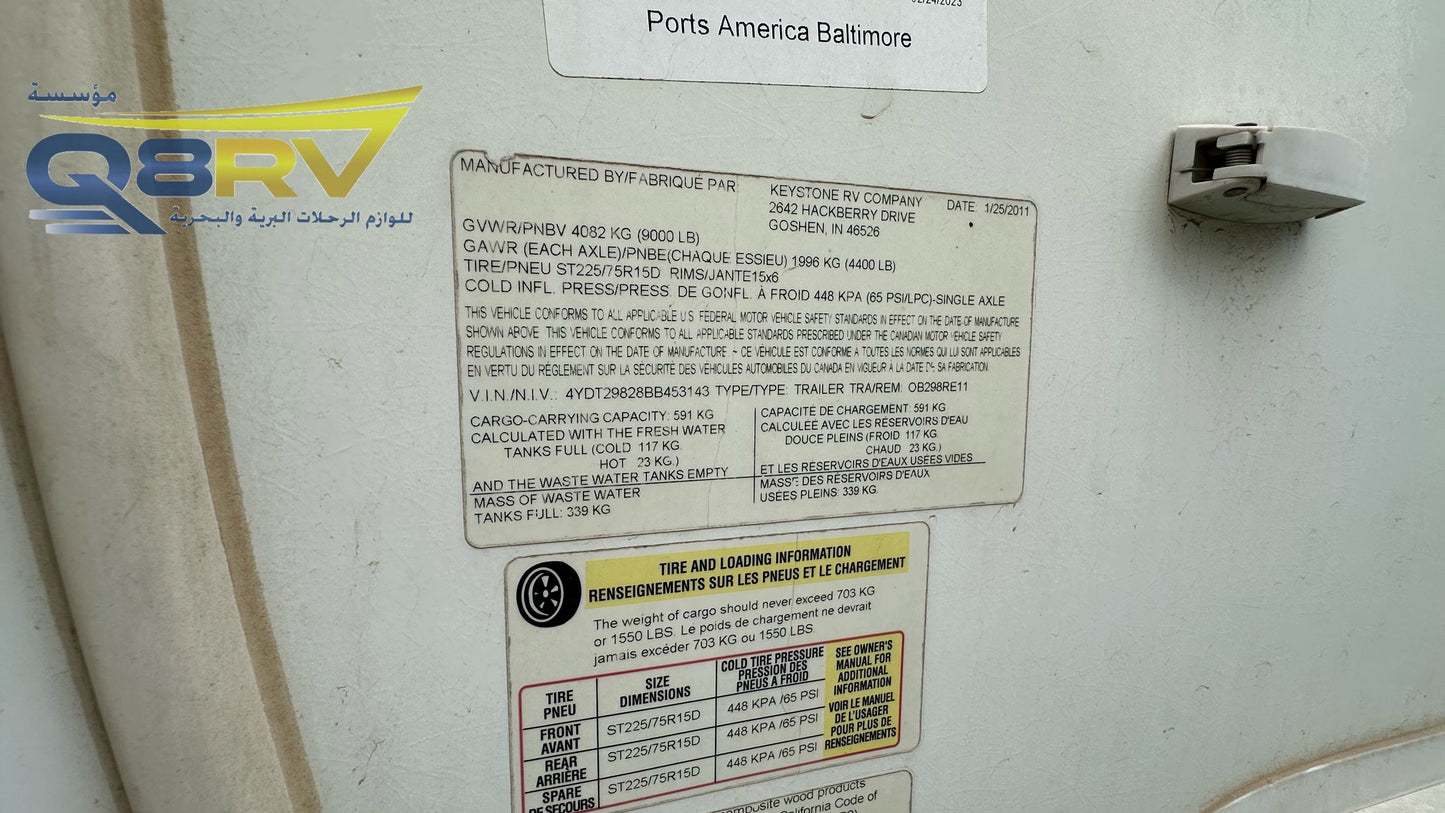 02/24/2023
Ports America Baltimore
مؤسسة
Q8RV
للوازم الرحلات البرية والبحرية
MANUFACTURED BY/FABRIQUÉ PAR
KEYSTONE RV COMPANY
2642 HACKBERRY DRIVE
GOSHEN, IN 46526
DATE: 1/25/2011
GVWR/PNBV 4082 KG (9000 LB)
GAWR (EACH AXLE)/PNBE(CHAQUE ESSIEU) 1996 KG (4400 LB)
TIRE/PNEU ST225/75R15D RIMS/JANTE15x6
COLD INFL. PRESS/PRESS. DE GONFL. À FROID 448 KPA (65 PSI/LPC)-SINGLE AXLE
THIS VEHICLE CONFORMS TO ALL APPLICABLE U.S. FEDERAL MOTOR VEHICLE SAFETY STANDARDS IN EFFECT ON THE DATE OF MANUFACTURE
SHOWN ABOVE. THIS VEHICLE CONFORMS TO ALL APPLICABLE STANDARDS PRESCRIBED UNDER THE CANADIAN MOTOR VEHICLE SAFETY
REGULATIONS IN EFFECT ON THE DATE OF MANUFACTURE ~ CE VÉHICULE EST CONFORME A TOUTES LES NORMES QUI LUI SONT APPLICABLES
EN VERTU DU RÉGLEMENT SUR LA SÉCURITÉ DES VÉHICULES AUTOMOBILES DU CANADA EN VIGUEUR A LA DATE DE SA FABRICATION
V.I.N./N.I.V.: 4YDT29828BB453143 TYPE/TYPE: TRAILER TRA/REM: OB298RE11
CARGO-CARRYING CAPACITY: 591 KG
CALCULATED WITH THE FRESH WATER
TANKS FULL (COLD 117 KG.
HOT 23 KG.)
AND THE WASTE WATER TANKS EMPTY
MASS OF WASTE WATER
TANKS FULL: 339 KG
CAPACITÉ DE CHARGEMENT: 591 KG
CALCULÉE AVEC LES RÉSERVOIRS D'EAU
DOUCE PLEINS (FROID 117 KG
CHAUD 23 KG.)
ET LES RÉSERVOIRS D'EAUX USÉES VIDES
MASSE DES RÉSERVOIRS D'EAUX
USÉES PLEINS: 339 KG.
TIRE AND LOADING INFORMATION
RENSEIGNEMENTS SUR LES PNEUS ET LE CHARGEMENT
The weight of cargo should never exceed 703 KG
or 1550 LBS. Le poids de chargement ne devrait
jamais excéder 703 KG ou 1550 LBS.
TIRE
PNEU
SIZE
DIMENSIONS
COLD TIRE PRESSURE
PRESSION DES
PNEUS A FROID
SEE OWNER'S
MANUAL FOR
ADDITIONAL
INFORMATION
VOIR LE MANUEL
DE L'USAGER
POUR PLUS DE
RENSEIGNEMENTS
FRONT
AVANT
ST225/75R15D
448 KPA /65 PSI
REAR
ARRIÈRE
ST225/75R15D
448 KPA /65 PSI
SPARE
DE SECOURS
ST225/75R15D
448 KPA /65 PSI
composite wood products
California Code of